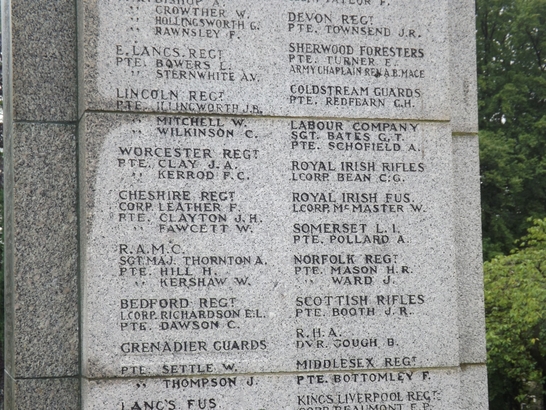 " CROWTHER W.
" HOLLINGSWORTH G.
" RAWNSLEY F.
E. LANCS. REGT
PTE. BOWERS L.
" STERNWHITE A.V.
LINCOLN REGT
PTE. ILLINGWORTH J.B.
" MITCHELL W.
" WILKINSON C.
WORCESTER REGT
PTE. CLAY J.A.
" KERROD F.C.
CHESHIRE REGT
CORP. LEATHER F.
PTE. CLAYTON J.H.
" FAWCETT W.
R.A.M.C.
SGT. MAJ. THORNTON A.
PTE. HILL H.
" KERSHAW W.
BEDFORD REGT
L.CORP. RICHARDSON E.L.
PTE. DAWSON C.
GRENADIER GUARDS
PTE. SETTLE W.
" THOMPSON J.
LANCS. FUS.
DEVON REGT
PTE. TOWNSEND J.R.
SHERWOOD FORESTERS
PTE. TURNER E.
ARMY CHAPLAIN REV. A.B. MACE
COLDSTREAM GUARDS
PTE. REDFEARN G.H.
LABOUR COMPANY
SGT. BATES G.T.
PTE. SCHOFIELD A.
ROYAL IRISH RIFLES
L.CORP. BEAN C.G.
ROYAL IRISH FUS.
L.CORP. McMASTER W.
SOMERSET L.I.
PTE. POLLARD A.
NORFOLK REGT
PTE. MASON H.R.
" WARD J.
SCOTTISH RIFLES
PTE. BOOTH J.R.
R.H.A.
DVR. GOUGH B.
MIDDLESEX REGT
PTE. BOTTOMLEY F.
KINGS LIVERPOOL REGT
CORP. BEAUMONT F.R.